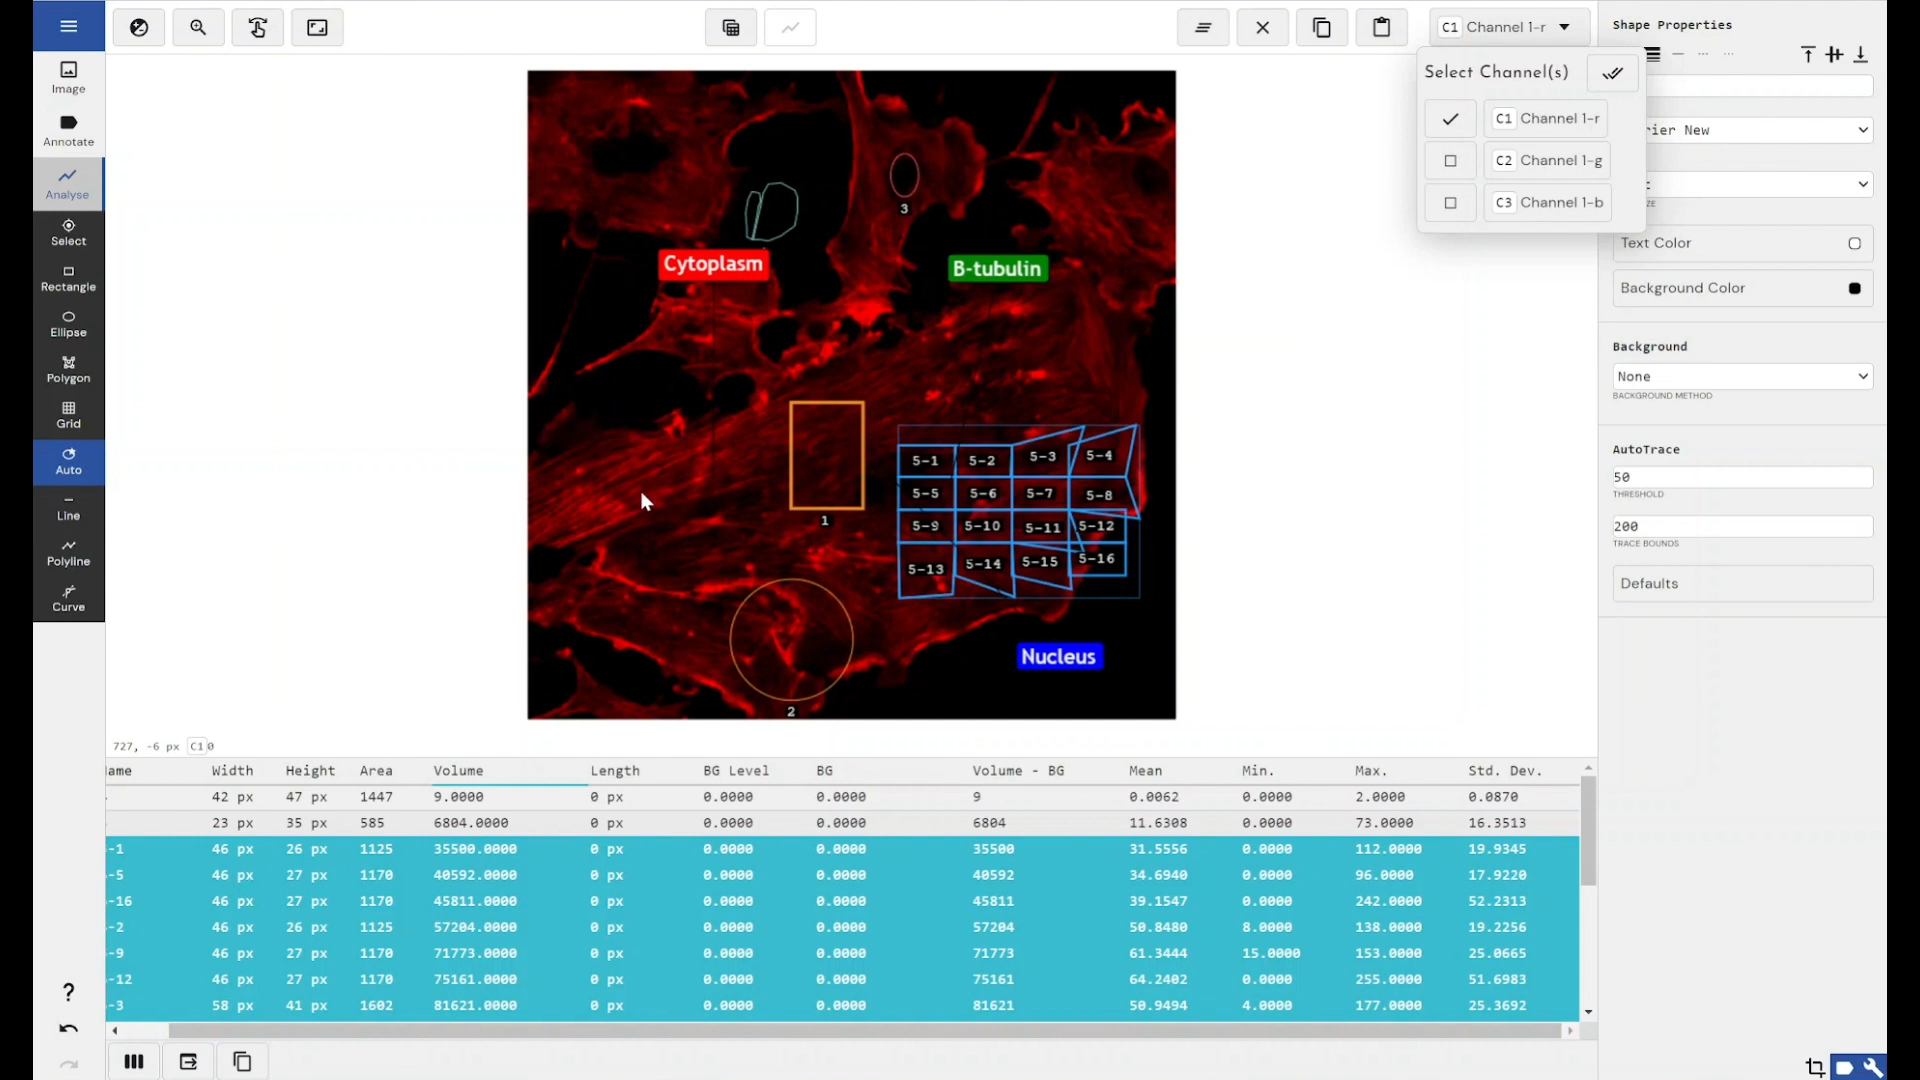 C1 Channel 1-r
Shape Properties
Image
Annotate
Analyse
Select
Rectangle
Ellipse
Polygon
Grid
Auto
Line
Polyline
Curve
Select Channel(s)
C1 Channel 1-r
C2 Channel 1-g
C3 Channel 1-b
rier New
Text Color
Background Color
Background
None
BACKGROUND METHOD
AutoTrace
50
THRESHOLD
200
TRACE BOUNDS
Defaults
3
Cytoplasm
B-tubulin
5-1 5-2 5-3 5-4
5-5 5-6 5-7 5-8
5-9 5-10 5-11 5-12
5-13 5-14 5-15 5-16
1
Nucleus
2
727, -6 px C1 0
ame Width Height Area Volume Length BG Level BG Volume - BG Mean Min. Max. Std. Dev.
42 px 47 px 1447 9.0000 0 px 0.0000 0.0000 9 0.0062 0.0000 2.0000 0.0870
23 px 35 px 585 6804.0000 0 px 0.0000 0.0000 6804 11.6308 0.0000 73.0000 16.3513
-1 46 px 26 px 1125 35500.0000 0 px 0.0000 0.0000 35500 31.5556 0.0000 112.0000 19.9345
-5 46 px 27 px 1170 40592.0000 0 px 0.0000 0.0000 40592 34.6940 0.0000 96.0000 17.9220
-16 46 px 27 px 1170 45811.0000 0 px 0.0000 0.0000 45811 39.1547 0.0000 242.0000 52.2313
-2 46 px 26 px 1125 57204.0000 0 px 0.0000 0.0000 57204 50.8480 8.0000 138.0000 19.2256
-9 46 px 27 px 1170 71773.0000 0 px 0.0000 0.0000 71773 61.3444 15.0000 153.0000 25.0665
-12 46 px 27 px 1170 75161.0000 0 px 0.0000 0.0000 75161 64.2402 0.0000 255.0000 51.6983
-3 58 px 41 px 1602 81621.0000 0 px 0.0000 0.0000 81621 50.9494 4.0000 177.0000 25.3692
?